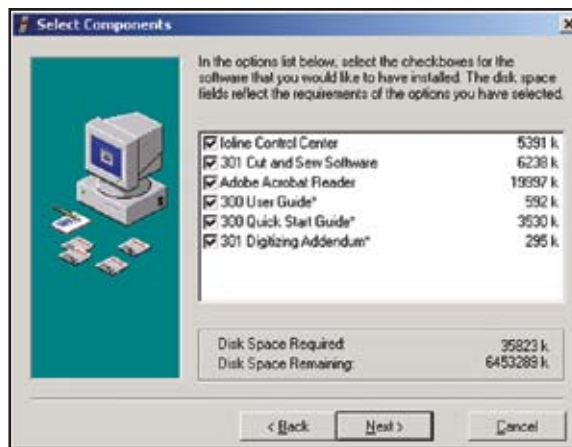 Select Components
In the options list below, select the checkboxes for the
software that you would like to have installed. The disk space
fields reflect the requirements of the options you have selected.
Ioline Control Center 5391 k
301 Cut and Sew Software 6238 k
Adobe Acrobat Reader 19997 k
300 User Guide* 592 k
300 Quick Start Guide* 3530 k
301 Digitizing Addendum* 295 k
Disk Space Required: 35823 k
Disk Space Remaining: 6453289 k
< Back
Next >
Cancel